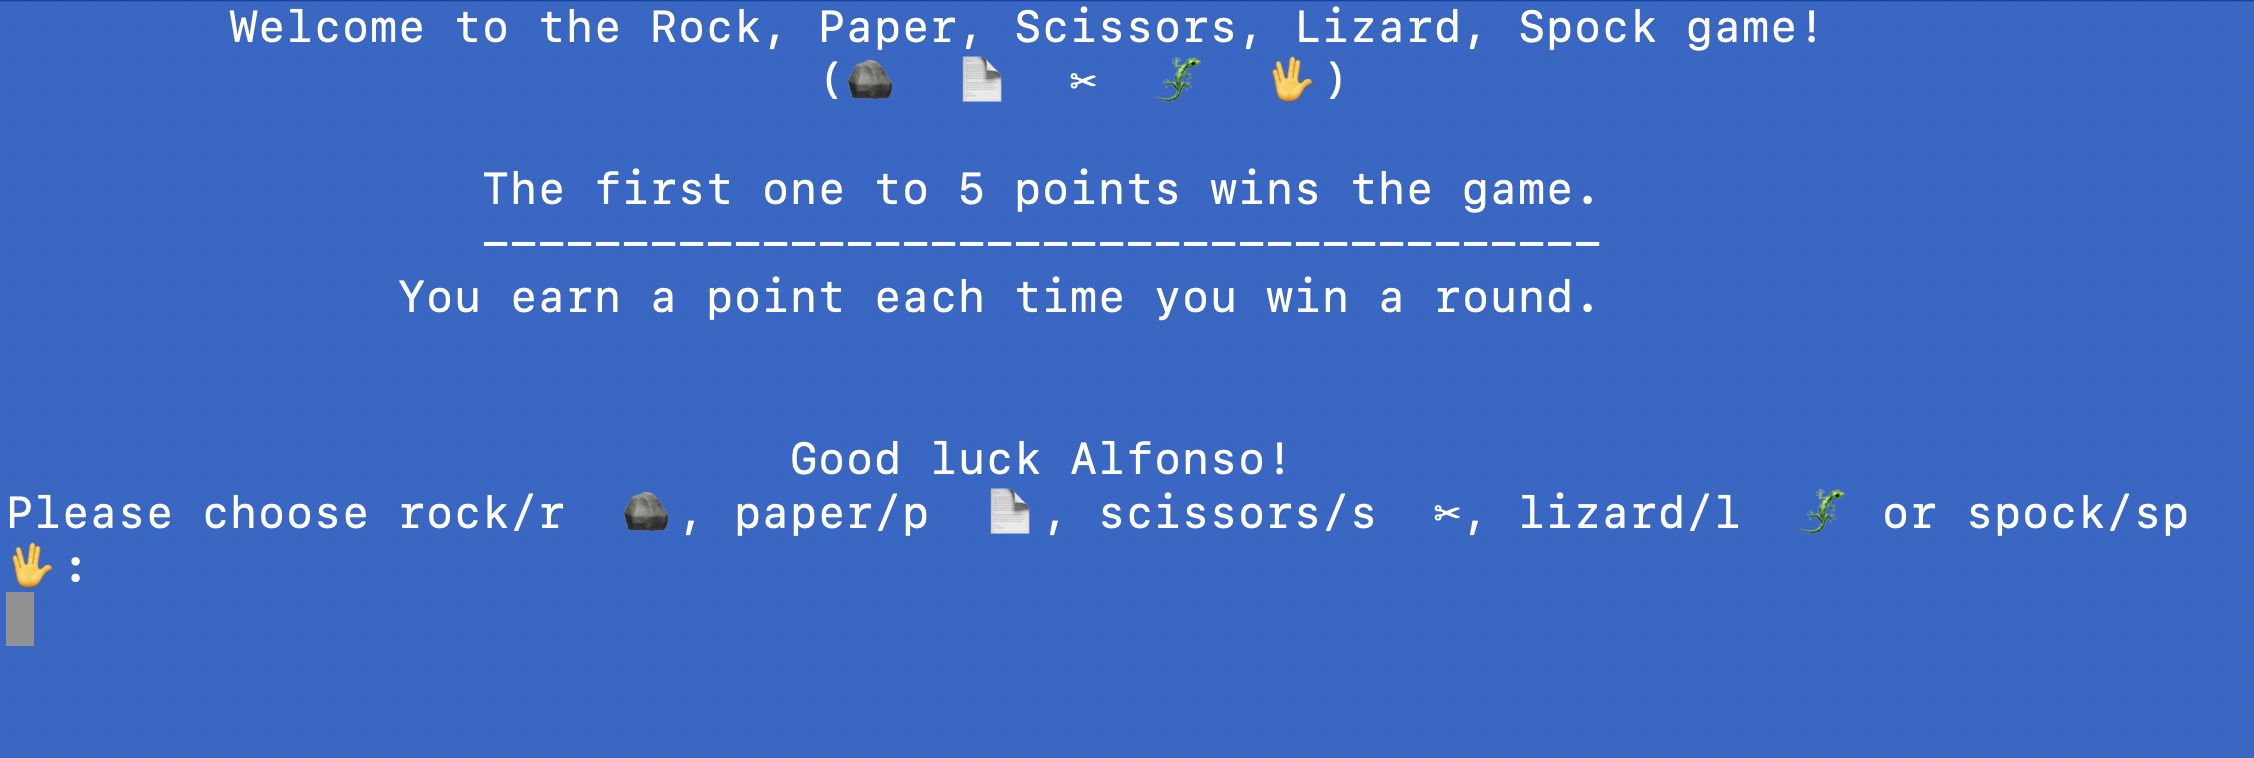 Welcome to the Rock, Paper, Scissors, Lizard, Spock game!
(🪨 📄 ✂ 🦎 🖖)
The first one to 5 points wins the game.
----------------------------------------
You earn a point each time you win a round.
Good luck Alfonso!
Please choose rock/r 🪨, paper/p 📄, scissors/s ✂, lizard/l 🦎 or spock/sp
🖖: